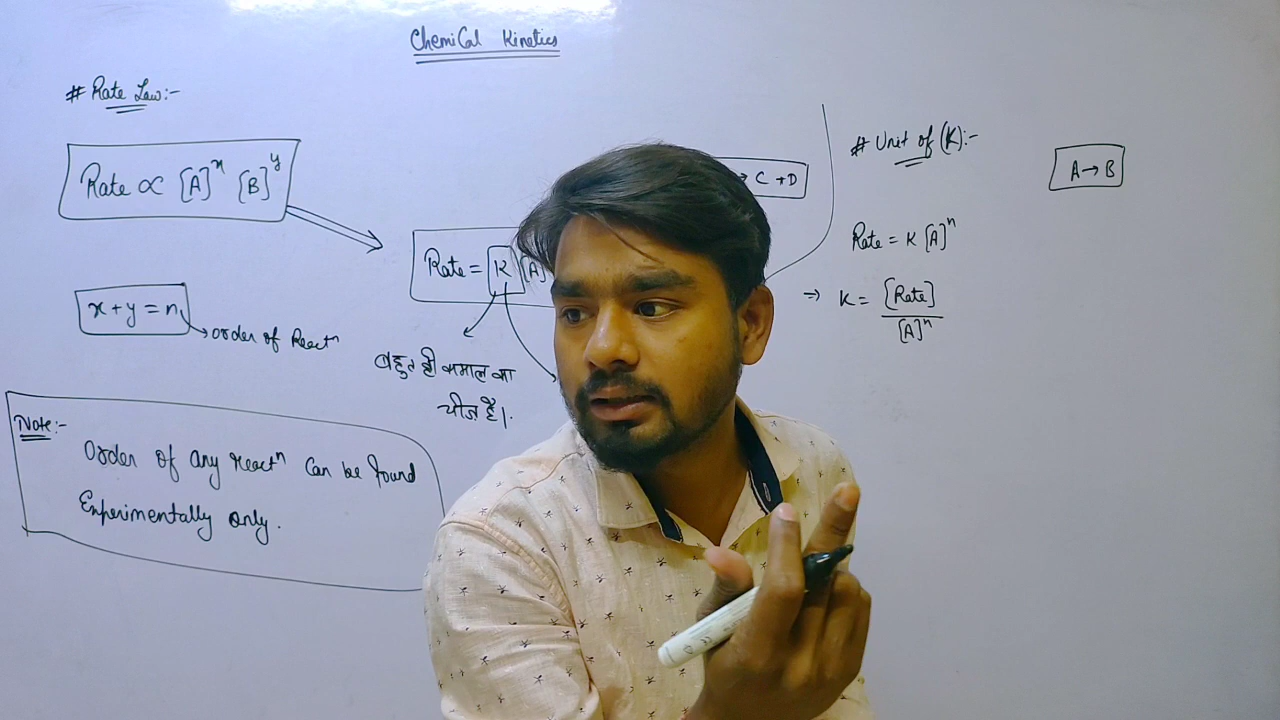 Chemical Kinetics
# Rate Law:-
Rate ∝ [A]^x [B]^y
→ C + D
Rate = K [A]
x + y = n
order of Reactⁿ
बहुत ही कमाल का
चीज़ है।
Note:-
Order of any reactⁿ can be found
Experimentally only.
# Unit of (K):-
A → B
Rate = K [A]^n
⇒ K = [Rate]
[A]^n